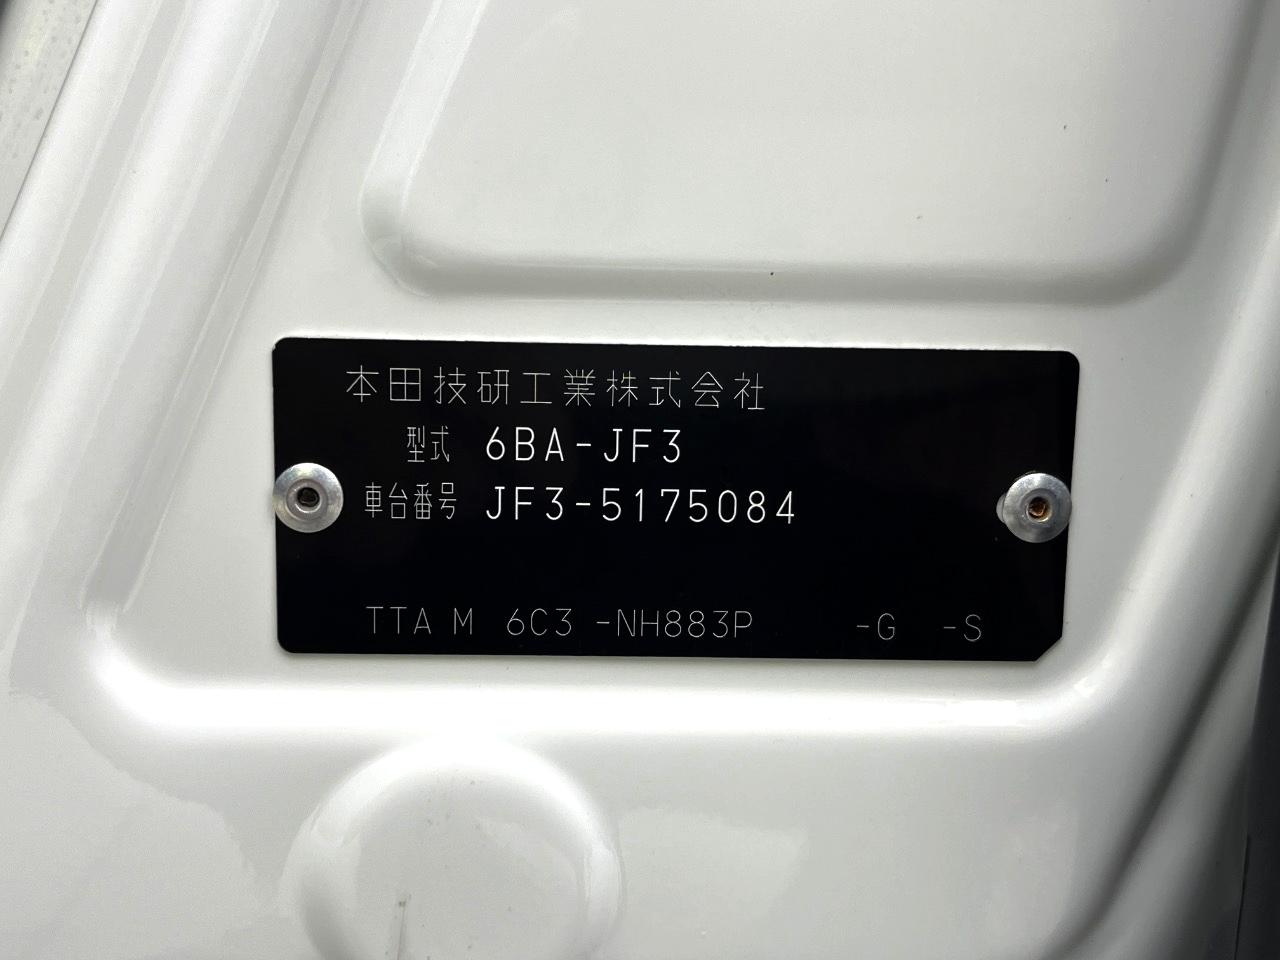 本田技研工業株式会社
型式 6BA-JF3
車台番号 JF3-5175084
TTA M 6C3 -NH883P -G -S